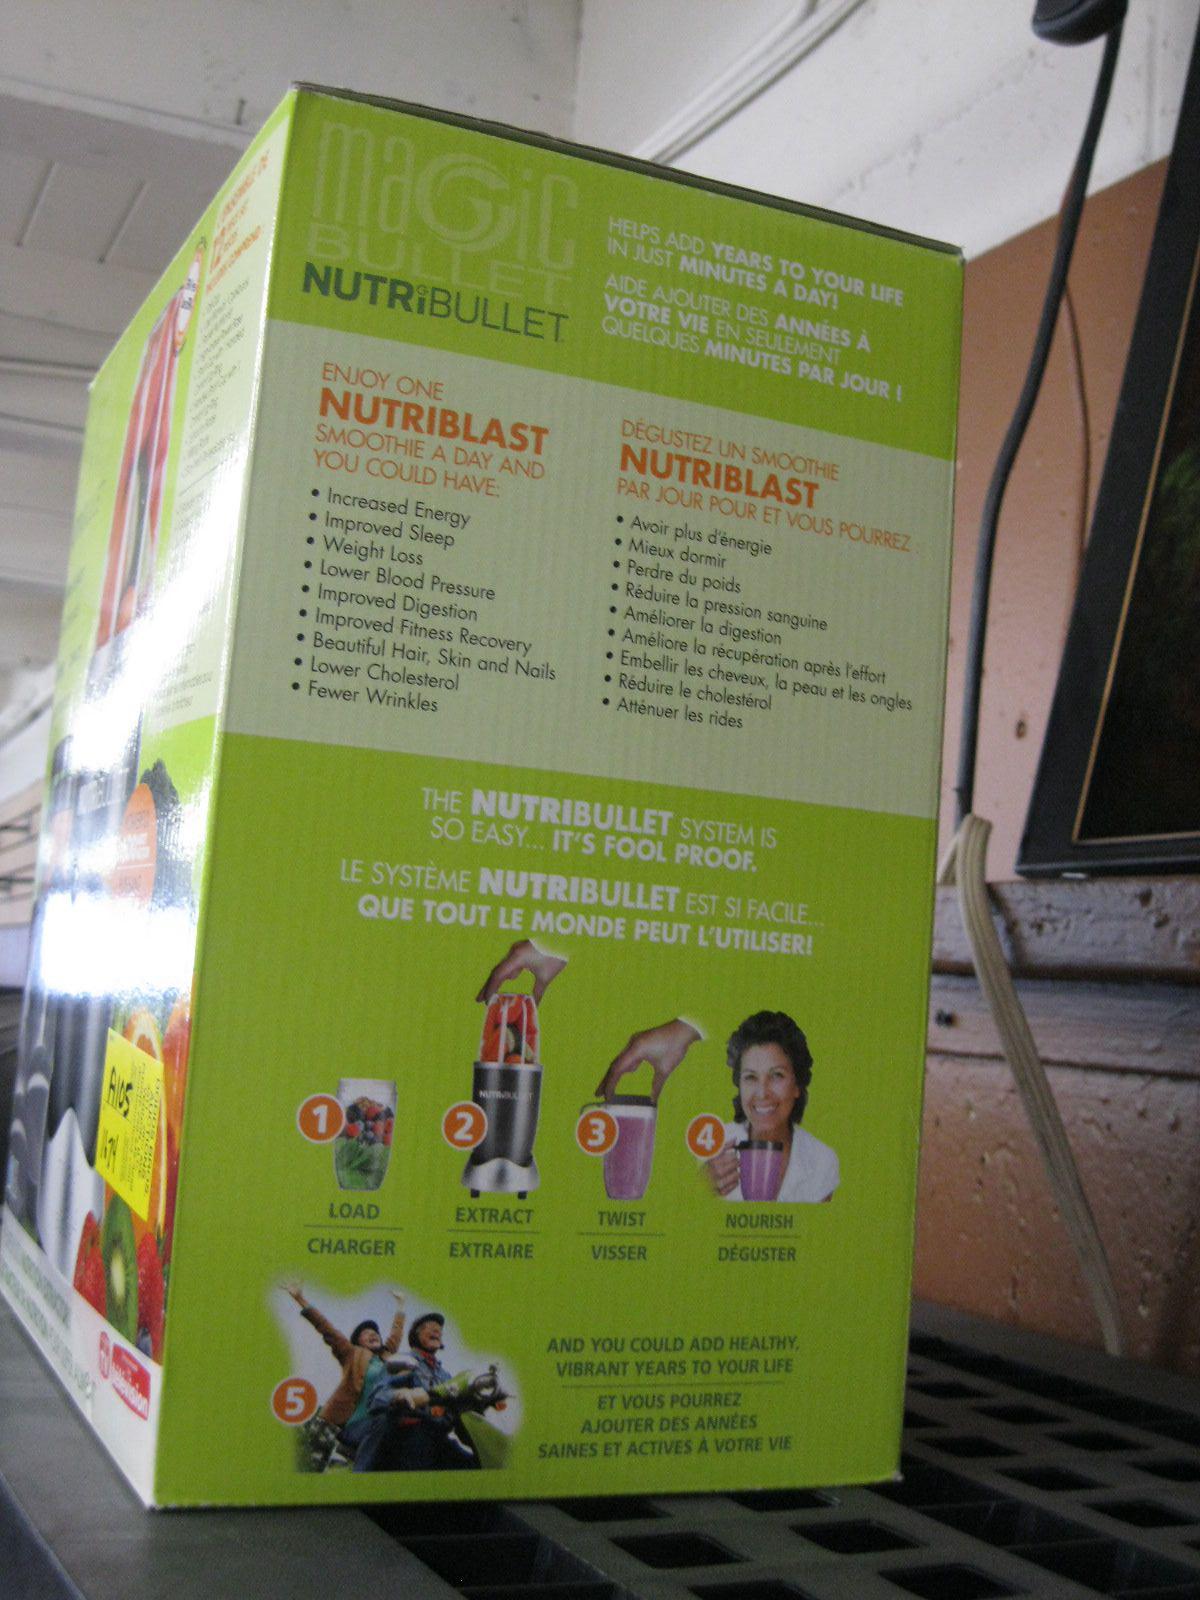 maGic
BULLET
NUTRiBULLET
HELPS ADD YEARS TO YOUR LIFE
IN JUST MINUTES A DAY!
AIDE AJOUTER DES ANNÉES À
VOTRE VIE EN SEULEMENT
QUELQUES MINUTES PAR JOUR !
ENJOY ONE
NUTRIBLAST
SMOOTHIE A DAY AND
YOU COULD HAVE:
• Increased Energy
• Improved Sleep
• Weight Loss
• Lower Blood Pressure
• Improved Digestion
• Improved Fitness Recovery
• Beautiful Hair, Skin and Nails
• Lower Cholesterol
• Fewer Wrinkles
DÉGUSTEZ UN SMOOTHIE
NUTRIBLAST
PAR JOUR POUR ET VOUS POURREZ :
• Avoir plus d'énergie
• Mieux dormir
• Perdre du poids
• Réduire la pression sanguine
• Améliorer la digestion
• Améliore la récupération après l'effort
• Embellir les cheveux, la peau et les ongles
• Réduire le cholestérol
• Atténuer les rides
THE NUTRIBULLET SYSTEM IS
SO EASY... IT'S FOOL PROOF.
LE SYSTÈME NUTRIBULLET EST SI FACILE...
QUE TOUT LE MONDE PEUT L'UTILISER!
1
2
3
4
NUTRiBULLET
LOAD
CHARGER
EXTRACT
EXTRAIRE
TWIST
VISSER
NOURISH
DÉGUSTER
5
AND YOU COULD ADD HEALTHY,
VIBRANT YEARS TO YOUR LIFE
ET VOUS POURREZ
AJOUTER DES ANNÉES
SAINES ET ACTIVES À VOTRE VIE